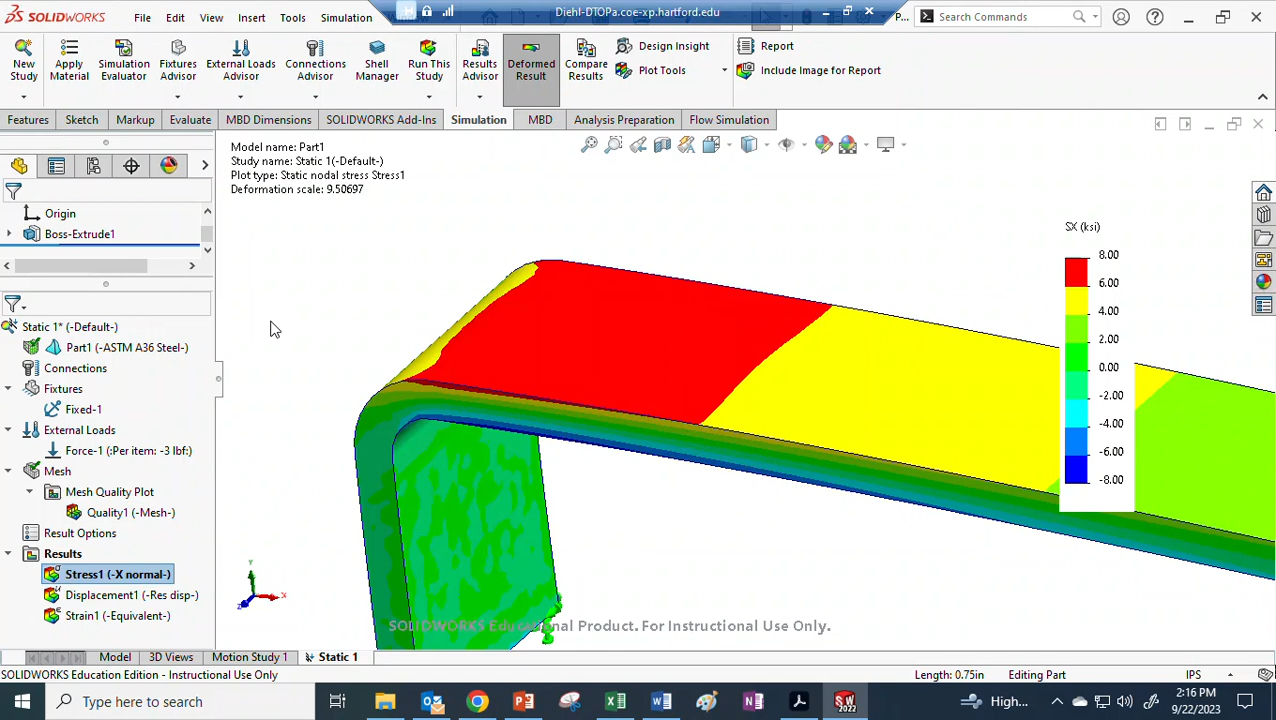 SOLIDWORKS
File Edit View Insert Tools Simulation
Diehl-DTOPa.coe-xp.hartford.edu
P...
Search Commands
New Study
Apply Material
Simulation Evaluator
Fixtures Advisor
External Loads Advisor
Connections Advisor
Shell Manager
Run This Study
Results Advisor
Deformed Result
Compare Results
Design Insight
Plot Tools
Report
Include Image for Report
Features Sketch Markup Evaluate MBD Dimensions SOLIDWORKS Add-Ins Simulation MBD Analysis Preparation Flow Simulation
Model name: Part1
Study name: Static 1(-Default-)
Plot type: Static nodal stress Stress1
Deformation scale: 9.50697
Origin
Boss-Extrude1
Static 1* (-Default-)
Part1 (-ASTM A36 Steel-)
Connections
Fixtures
Fixed-1
External Loads
Force-1 (:Per item: -3 lbf:)
Mesh
Mesh Quality Plot
Quality1 (-Mesh-)
Result Options
Results
Stress1 (-X normal-)
Displacement1 (-Res disp-)
Strain1 (-Equivalent-)
SX (ksi)
8.00
6.00
4.00
2.00
0.00
-2.00
-4.00
-6.00
-8.00
Y
X
Z
SOLIDWORKS Educational Product. For Instructional Use Only.
Model 3D Views Motion Study 1 Static 1
SOLIDWORKS Education Edition - Instructional Use Only
Length: 0.75in
Editing Part
IPS
Type here to search
High...
2:16 PM
9/22/2023